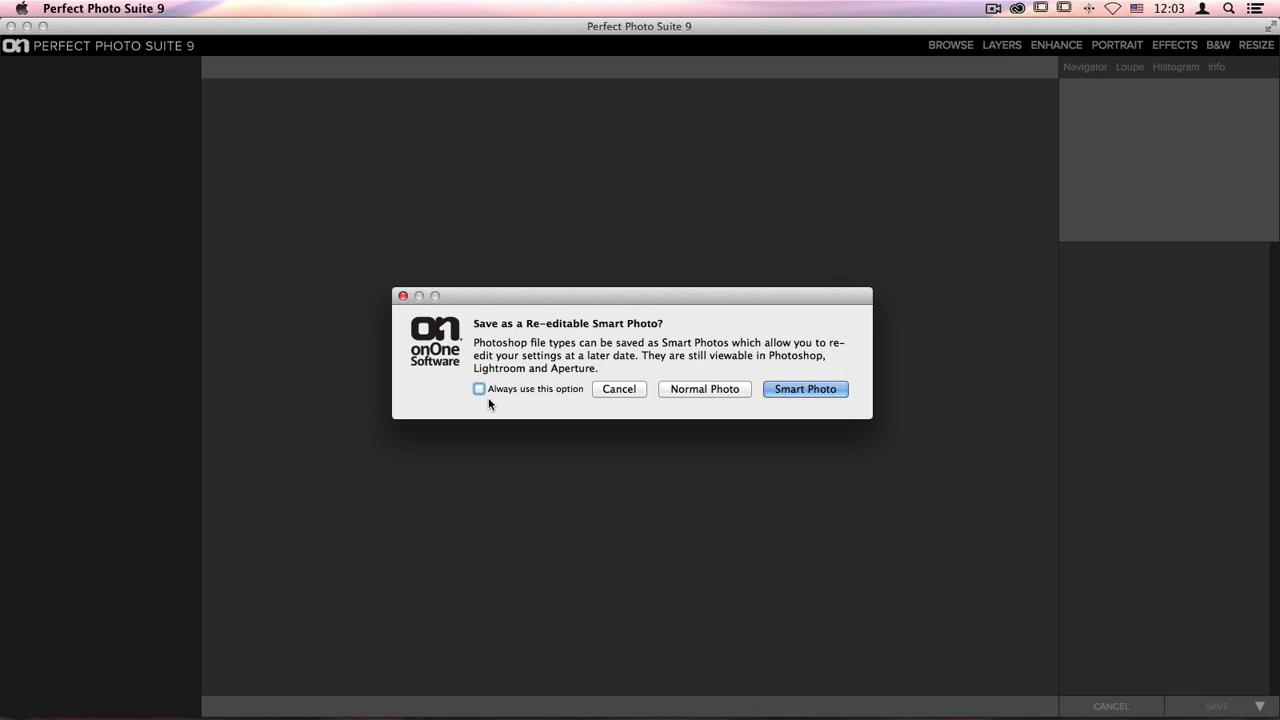 Perfect Photo Suite 9
12:03
Perfect Photo Suite 9
on PERFECT PHOTO SUITE 9
BROWSE LAYERS ENHANCE PORTRAIT EFFECTS B&W RESIZE
Navigator Loupe Histogram Info
on
onOne
Software
Save as a Re-editable Smart Photo?
Photoshop file types can be saved as Smart Photos which allow you to re-
edit your settings at a later date. They are still viewable in Photoshop,
Lightroom and Aperture.
Always use this option Cancel Normal Photo Smart Photo
CANCEL SAVE